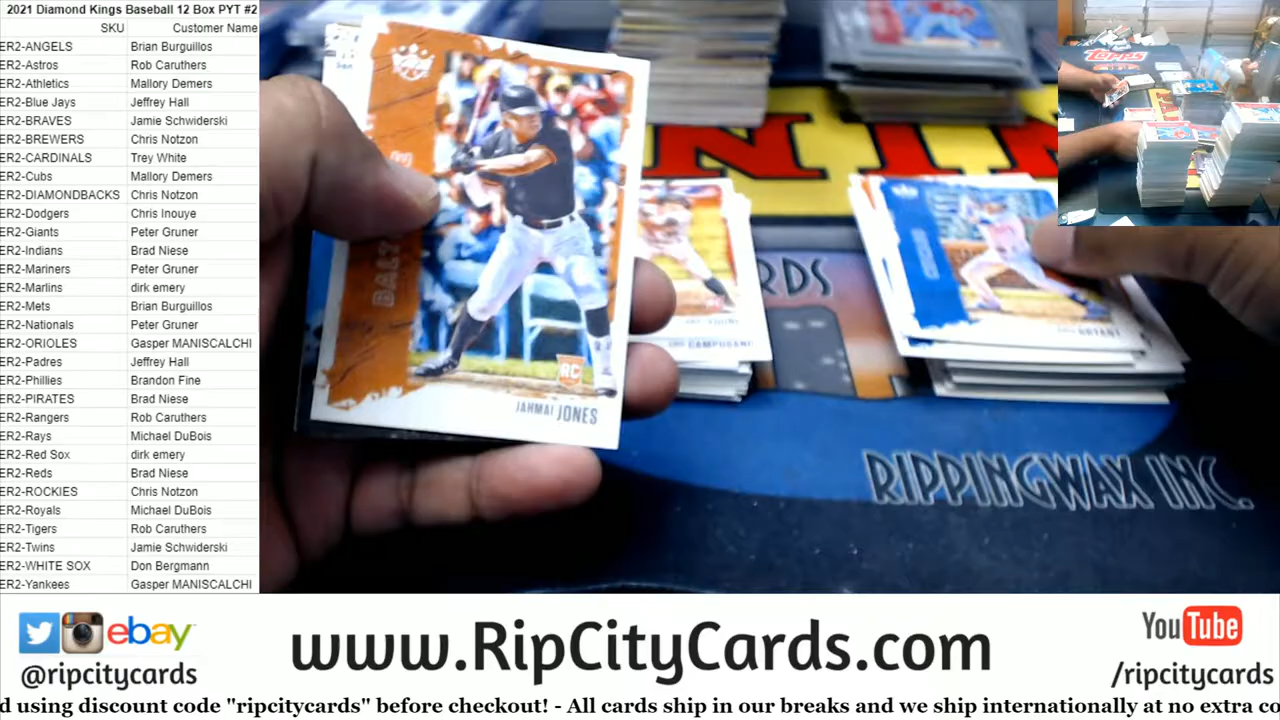 2021 Diamond Kings Baseball 12 Box PYT #2
SKU Customer Name
ER2-ANGELS Brian Burguillos
ER2-Astros Rob Caruthers
ER2-Athletics Mallory Demers
ER2-Blue Jays Jeffrey Hall
ER2-BRAVES Jamie Schwiderski
ER2-BREWERS Chris Notzon
ER2-CARDINALS Trey White
ER2-Cubs Mallory Demers
ER2-DIAMONDBACKS Chris Notzon
ER2-Dodgers Chris Inouye
ER2-Giants Peter Gruner
ER2-Indians Brad Niese
ER2-Mariners Peter Gruner
ER2-Marlins dirk emery
ER2-Mets Brian Burguillos
ER2-Nationals Peter Gruner
ER2-ORIOLES Gasper MANISCALCHI
ER2-Padres Jeffrey Hall
ER2-Phillies Brandon Fine
ER2-PIRATES Brad Niese
ER2-Rangers Rob Caruthers
ER2-Rays Michael DuBois
ER2-Red Sox dirk emery
ER2-Reds Brad Niese
ER2-ROCKIES Chris Notzon
ER2-Royals Michael DuBois
ER2-Tigers Rob Caruthers
ER2-Twins Jamie Schwiderski
ER2-WHITE SOX Don Bergmann
ER2-Yankees Gasper MANISCALCHI
BALT
RC
JAHMAI JONES
CAMPUSAN
BRYANT
RDS
NINI
RIPPINGWAX INC.
Topps
ebay
@ripcitycards
www.RipCityCards.com
YouTube
/ripcitycards
d using discount code "ripcitycards" before checkout! - All cards ship in our breaks and we ship internationally at no extra co